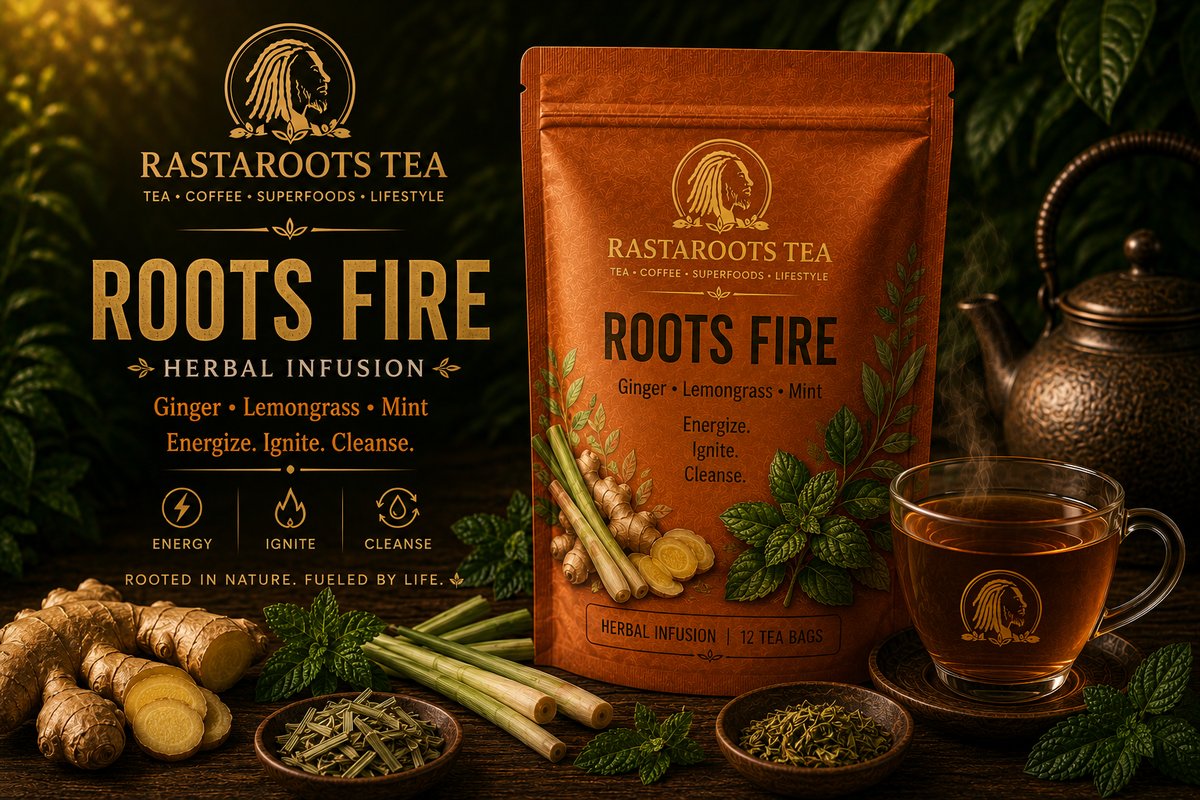 RASTAROOTS TEA
TEA • COFFEE • SUPERFOODS • LIFESTYLE
ROOTS FIRE
HERBAL INFUSION
Ginger • Lemongrass • Mint
Energize. Ignite. Cleanse.
ENERGY
IGNITE
CLEANSE
ROOTED IN NATURE. FUELED BY LIFE.
RASTAROOTS TEA
TEA • COFFEE • SUPERFOODS • LIFESTYLE
ROOTS FIRE
Ginger • Lemongrass • Mint
Energize.
Ignite.
Cleanse.
HERBAL INFUSION | 12 TEA BAGS